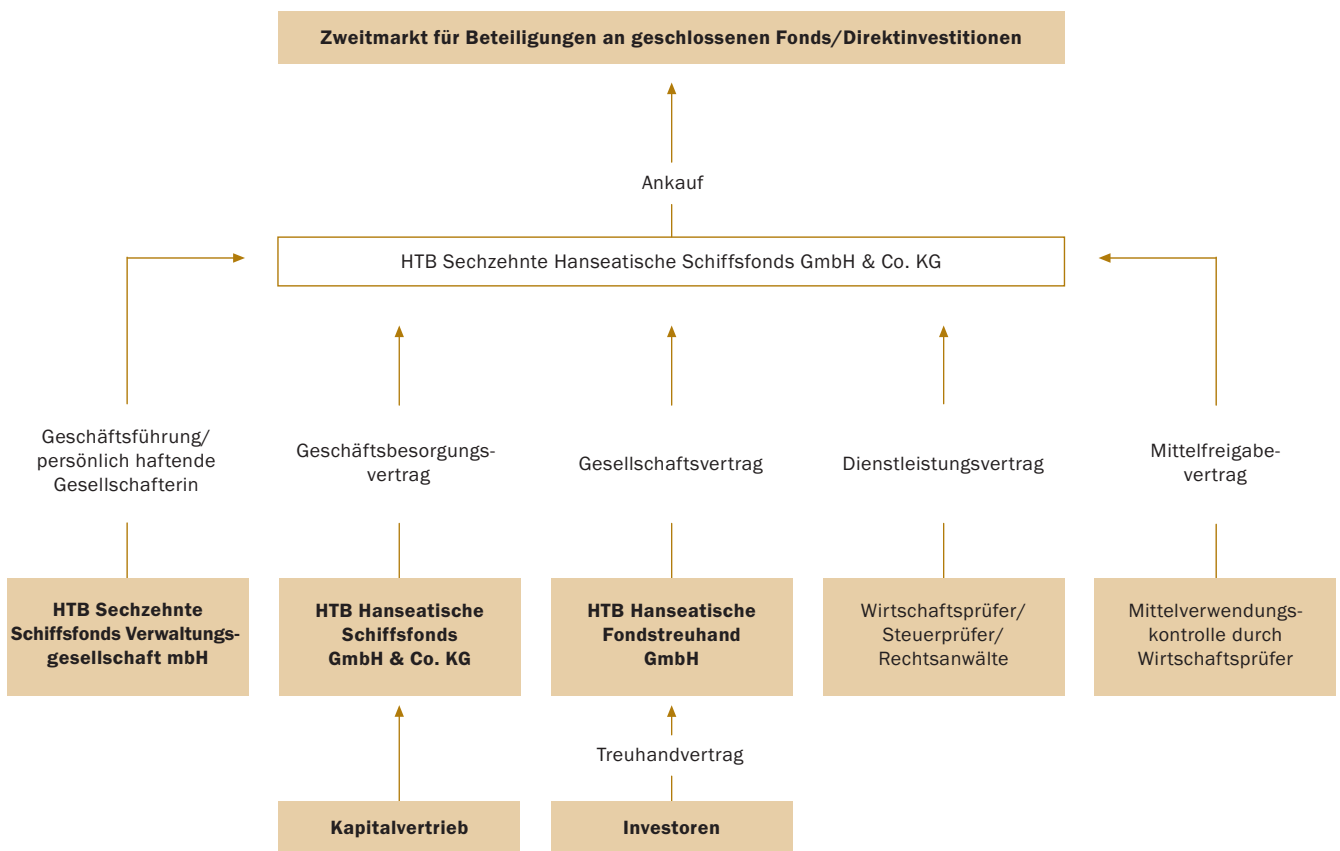 Zweitmarkt für Beteiligungen an geschlossenen Fonds/Direktinvestitionen
Ankauf
HTB Sechzehnte Hanseatische Schiffsfonds GmbH & Co. KG
Geschäftsführung/
persönlich haftende
Gesellschafterin
Geschäftsbesorgungs-
vertrag
Gesellschaftsvertrag
Dienstleistungsvertrag
Mittelfreigabe-
vertrag
HTB Sechzehnte
Schiffsfonds Verwaltungs-
gesellschaft mbH
HTB Hanseatische
Schiffsfonds
GmbH & Co. KG
HTB Hanseatische
Fondstreuhand
GmbH
Wirtschaftsprüfer/
Steuerprüfer/
Rechtsanwälte
Mittelverwendungs-
kontrolle durch
Wirtschaftsprüfer
Treuhandvertrag
Kapitalvertrieb
Investoren